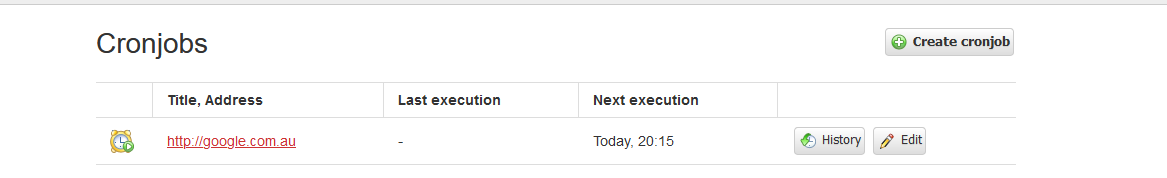 Cronjobs
Create cronjob
Title, Address Last execution Next execution
http://google.com.au - Today, 20:15 History Edit